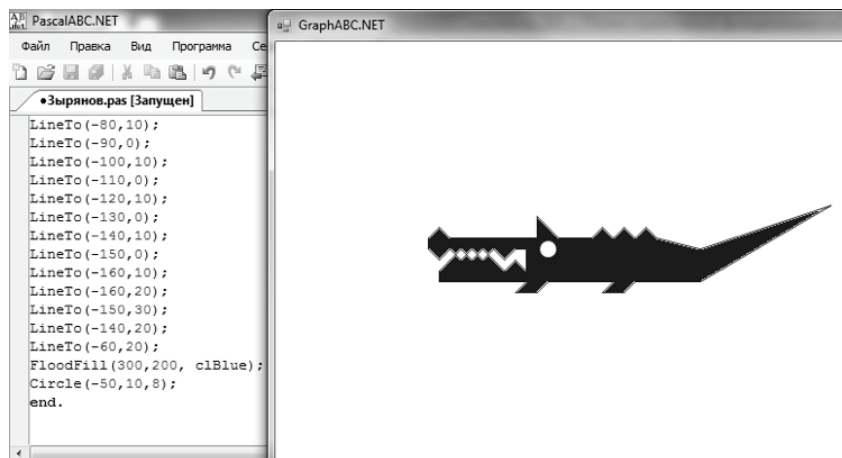 PascalABC.NET
Файл Правка Вид Программа Се
•Зырянов.pas [Запущен]
LineTo(-80,10);
LineTo(-90,0);
LineTo(-100,10);
LineTo(-110,0);
LineTo(-120,10);
LineTo(-130,0);
LineTo(-140,10);
LineTo(-150,0);
LineTo(-160,10);
LineTo(-160,20);
LineTo(-150,30);
LineTo(-140,20);
LineTo(-60,20);
FloodFill(300,200, clBlue);
Circle(-50,10,8);
end.
GraphABC.NET